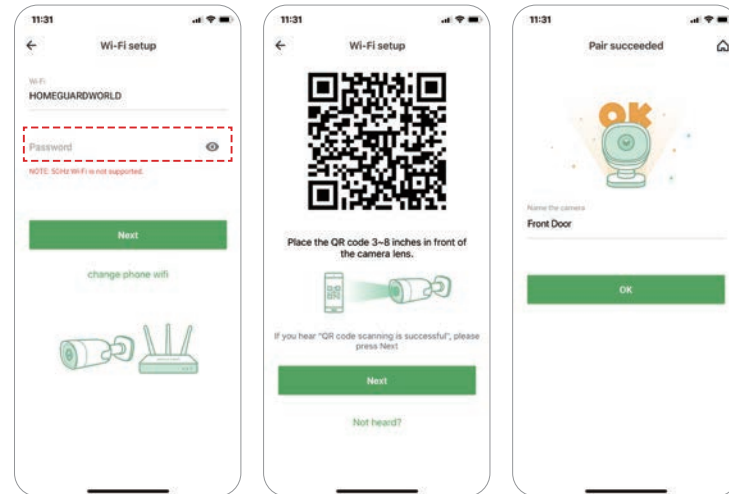 11:31
Wi-Fi setup
Wi-Fi
HOMEGUARDWORLD
Password
NOTE: 5GHz Wi-Fi is not supported.
Next
change phone wifi
11:31
Wi-Fi setup
Place the QR code 3~8 inches in front of
the camera lens.
If you hear "QR code scanning is successful", please
press Next
Next
Not heard?
11:31
Pair succeeded
OK
Name the camera
Front Door
OK